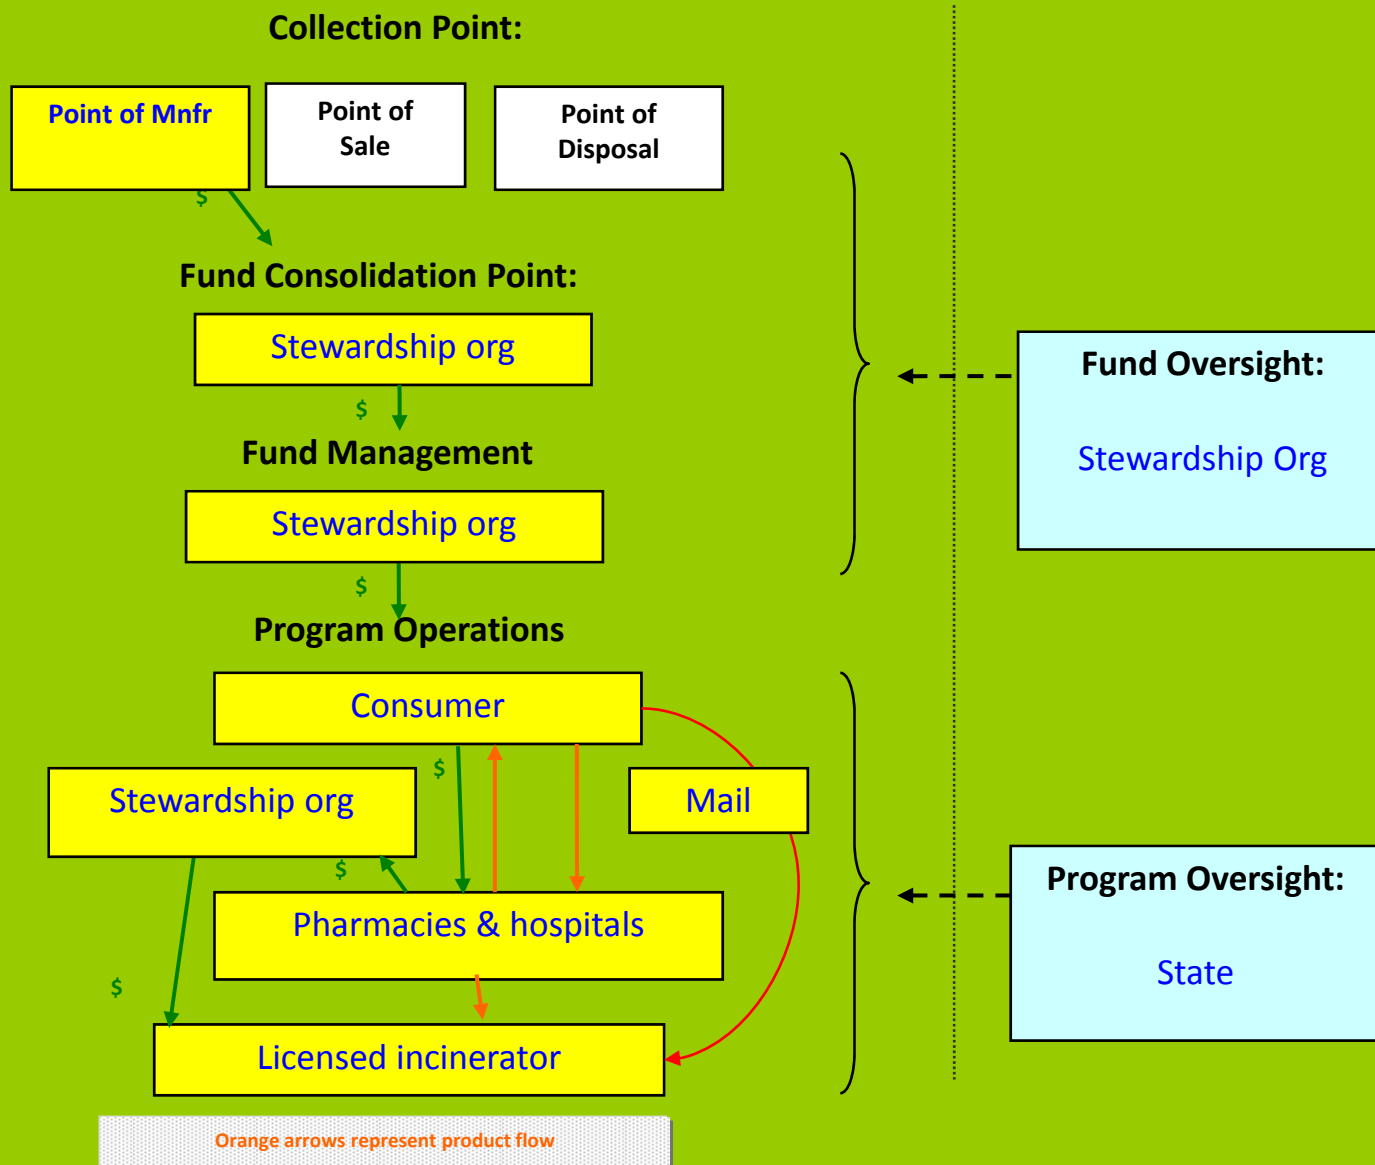 Collection Point:
Point of Mnfr
Point of
Sale
Point of
Disposal
$
Fund Consolidation Point:
Stewardship org
$
Fund Management
Stewardship org
$
Program Operations
Consumer
$
Stewardship org
Mail
$
Pharmacies & hospitals
$
Licensed incinerator
Orange arrows represent product flow
Fund Oversight:
Stewardship Org
Program Oversight:
State